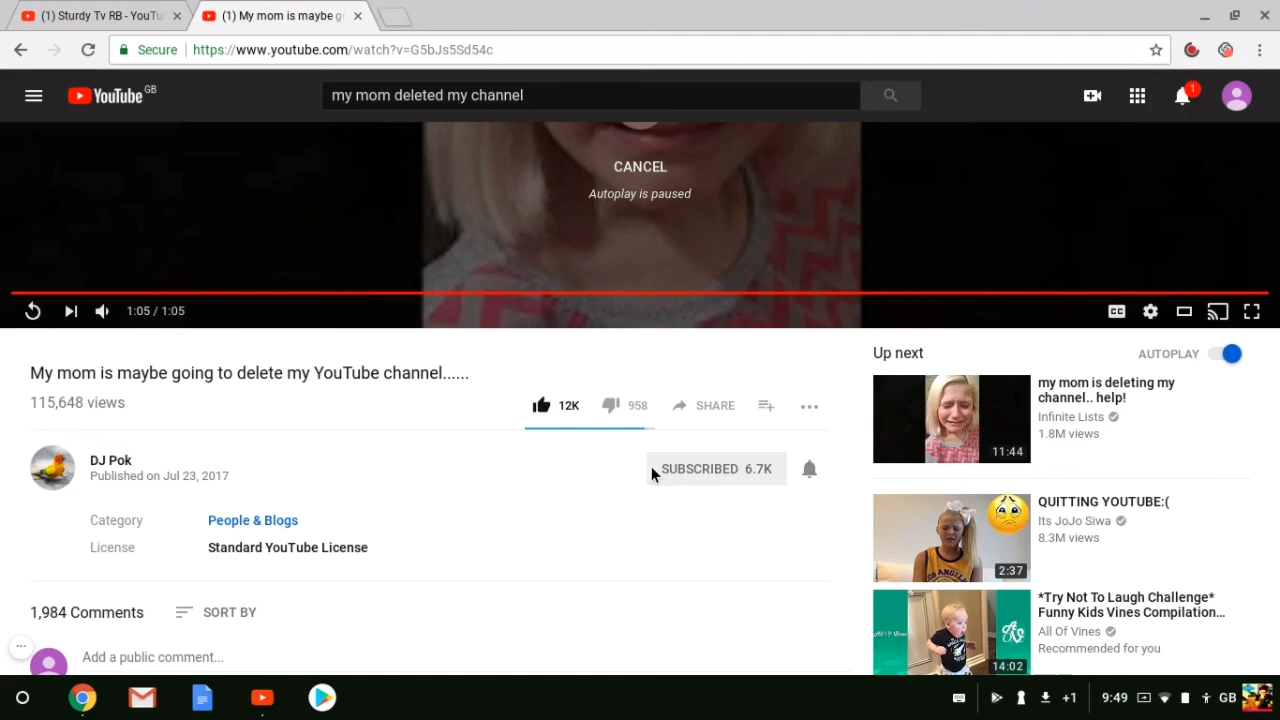 (1) Sturdy Tv RB - YouTu
(1) My mom is maybe g
Secure
https://www.youtube.com/watch?v=G5bJs5Sd54c
YouTube GB
my mom deleted my channel
1
CANCEL
Autoplay is paused
1:05 / 1:05
CC
My mom is maybe going to delete my YouTube channel......
115,648 views
12K
958
SHARE
DJ Pok
Published on Jul 23, 2017
SUBSCRIBED 6.7K
Category People & Blogs
License Standard YouTube License
1,984 Comments
SORT BY
Add a public comment...
Up next
AUTOPLAY
my mom is deleting my
channel.. help!
Infinite Lists
1.8M views
11:44
QUITTING YOUTUBE:(
Its JoJo Siwa
8.3M views
2:37
*Try Not To Laugh Challenge*
Funny Kids Vines Compilation...
All Of Vines
Recommended for you
14:02
+1
9:49
GB